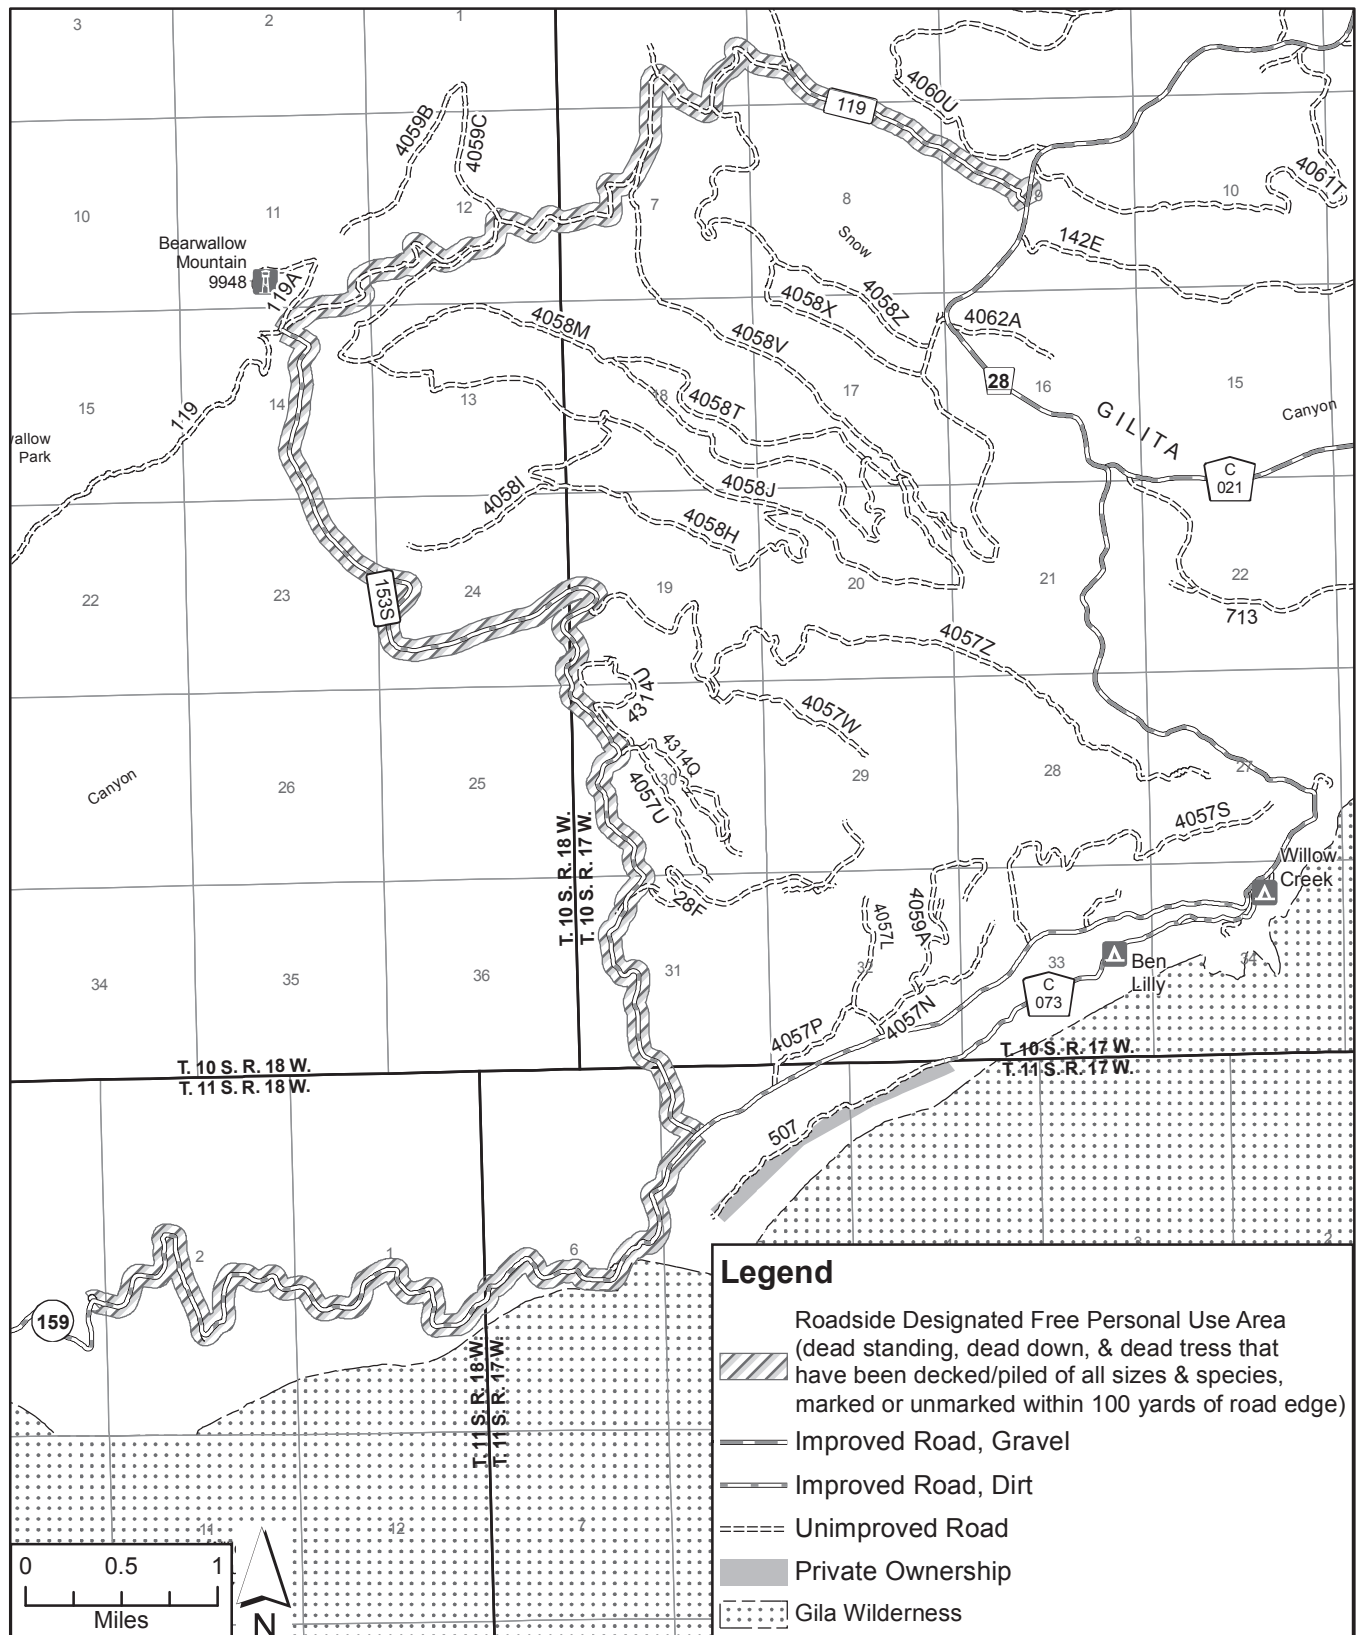 3
2
1
4060U
119
4059B
4059C
4061T
10
11
12
7
8
9
10
Bearwallow
Mountain
9948
119A
Snow
142E
4058M
4058X
4058Z
4058V
4062A
28
16
15
15
119
14
13
18
17
4058T
GILITA
Canyon
allow
Park
C
021
4058I
4058J
4058H
153S
22
23
24
19
20
21
22
713
4057Z
4314U
4057W
4314Q
30
4057U
Canyon
26
25
29
28
27
4057S
T. 10 S. R. 18 W.
T. 10 S. R. 17 W.
Willow
Creek
28F
4057L
4059A
34
35
36
31
32
33
34
Ben
Lilly
C
073
4057P
4057N
T. 10 S. R. 18 W.
T. 11 S. R. 18 W.
T. 10 S. R. 17 W.
T. 11 S. R. 17 W.
507
2
1
6
3
2
159
T. 11 S. R. 18 W.
T. 11 S. R. 17 W.
11
12
7
0 0.5 1
Miles
N
Legend
Roadside Designated Free Personal Use Area
(dead standing, dead down, & dead tress that
have been decked/piled of all sizes & species,
marked or unmarked within 100 yards of road edge)
Improved Road, Gravel
Improved Road, Dirt
Unimproved Road
Private Ownership
Gila Wilderness